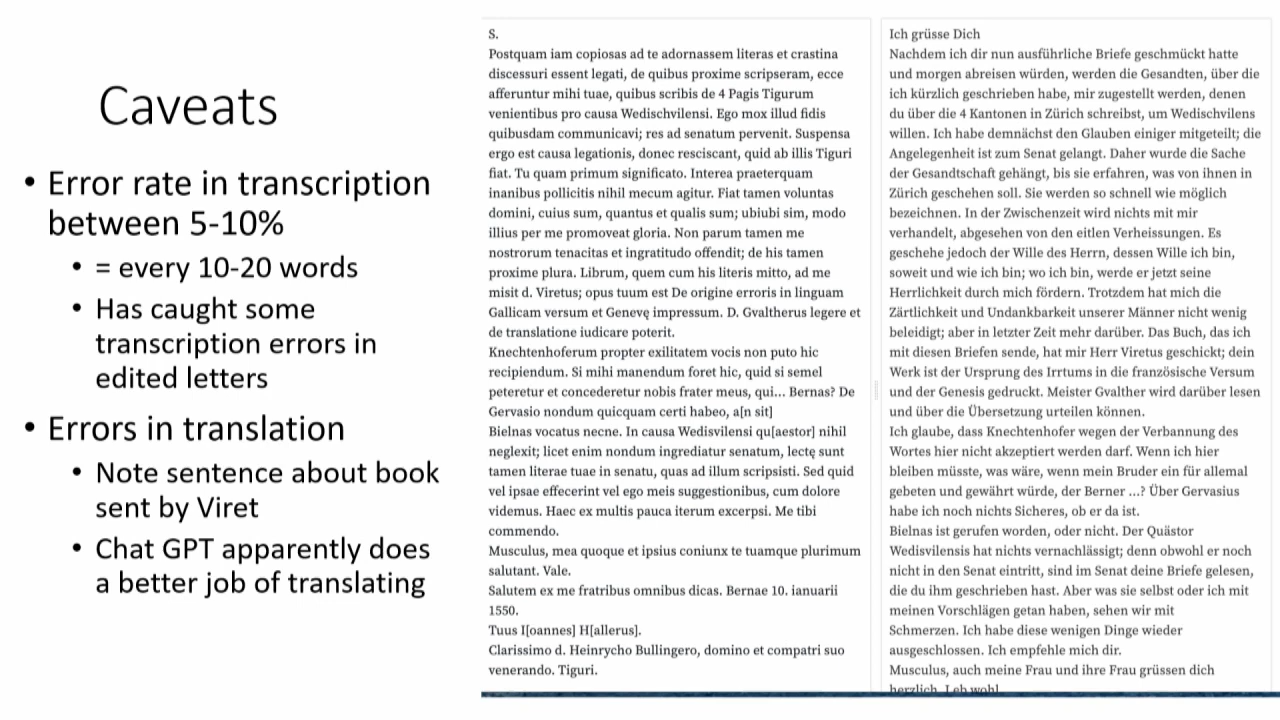 Caveats
• Error rate in transcription
between 5-10%
• = every 10-20 words
• Has caught some
transcription errors in
edited letters
• Errors in translation
• Note sentence about book
sent by Viret
• Chat GPT apparently does
a better job of translating
S.
Postquam iam copiosas ad te adornassem literas et crastina
discessuri essent legati, de quibus proxime scripseram, ecce
afferuntur mihi tuae, quibus scribis de 4 Pagis Tigurum
venientibus pro causa Wedischvilensi. Ego mox illud fidis
quibusdam communicavi; res ad senatum pervenit. Suspensa
ergo est causa legationis, donec resciscant, quid ab illis Tiguri
fiat. Tu quam primum significato. Interea praeterquam
inanibus pollicitis nihil mecum agitur. Fiat tamen voluntas
domini, cuius sum, quantus et qualis sum; ubiubi sim, modo
illius per me promoveat gloria. Non parum tamen me
nostrorum tenacitas et ingratitudo offendit; de his tamen
proxime plura. Librum, quem cum his literis mitto, ad me
misit d. Viretus; opus tuum est De origine erroris in linguam
Gallicam versum et Genevę impressum. D. Gvaltherus legere et
de translatione iudicare poterit.
Knechtenhoferum propter exilitatem vocis non puto hic
recipiendum. Si mihi manendum foret hic, quid si semel
peteretur et concederetur nobis frater meus, qui... Bernas? De
Gervasio nondum quicquam certi habeo, a[n sit]
Bielnas vocatus necne. In causa Wedisvilensi qu[aestor] nihil
neglexit; licet enim nondum ingrediatur senatum, lectę sunt
tamen literae tuae in senatu, quas ad illum scripsisti. Sed quid
vel ipsae effecerint vel ego meis suggestionibus, cum dolore
videmus. Haec ex multis pauca iterum excerpsi. Me tibi
commendo.
Musculus, mea quoque et ipsius coniunx te tuamque plurimum
salutant. Vale.
Salutem ex me fratribus omnibus dicas. Bernae 10. ianuarii
1550.
Tuus I[oannes] H[allerus].
Clarissimo d. Heinrycho Bullingero, domino et compatri suo
venerando. Tiguri.
Ich grüsse Dich
Nachdem ich dir nun ausführliche Briefe geschmückt hatte
und morgen abreisen würden, werden die Gesandten, über die
ich kürzlich geschrieben habe, mir zugestellt werden, denen
du über die 4 Kantonen in Zürich schreibst, um Wedischvilens
willen. Ich habe demnächst den Glauben einiger mitgeteilt; die
Angelegenheit ist zum Senat gelangt. Daher wurde die Sache
der Gesandtschaft gehängt, bis sie erfahren, was von ihnen in
Zürich geschehen soll. Sie werden so schnell wie möglich
bezeichnen. In der Zwischenzeit wird nichts mit mir
verhandelt, abgesehen von den eitlen Verheissungen. Es
geschehe jedoch der Wille des Herrn, dessen Wille ich bin,
soweit und wie ich bin; wo ich bin, werde er jetzt seine
Herrlichkeit durch mich fördern. Trotzdem hat mich die
Zärtlichkeit und Undankbarkeit unserer Männer nicht wenig
beleidigt; aber in letzter Zeit mehr darüber. Das Buch, das ich
mit diesen Briefen sende, hat mir Herr Viretus geschickt; dein
Werk ist der Ursprung des Irrtums in die französische Versum
und der Genesis gedruckt. Meister Gvalther wird darüber lesen
und über die Übersetzung urteilen können.
Ich glaube, dass Knechtenhofer wegen der Verbannung des
Wortes hier nicht akzeptiert werden darf. Wenn ich hier
bleiben müsste, was wäre, wenn mein Bruder ein für allemal
gebeten und gewährt würde, der Berner ...? Über Gervasius
habe ich noch nichts Sicheres, ob er da ist.
Bielnas ist gerufen worden, oder nicht. Der Quästor
Wedisvilensis hat nichts vernachlässigt; denn obwohl er noch
nicht in den Senat eintritt, sind im Senat deine Briefe gelesen,
die du ihm geschrieben hast. Aber was sie selbst oder ich mit
meinen Vorschlägen getan haben, sehen wir mit
Schmerzen. Ich habe diese wenigen Dinge wieder
ausgeschlossen. Ich empfehle mich dir.
Musculus, auch meine Frau und ihre Frau grüssen dich
herzlich. Leb wohl.